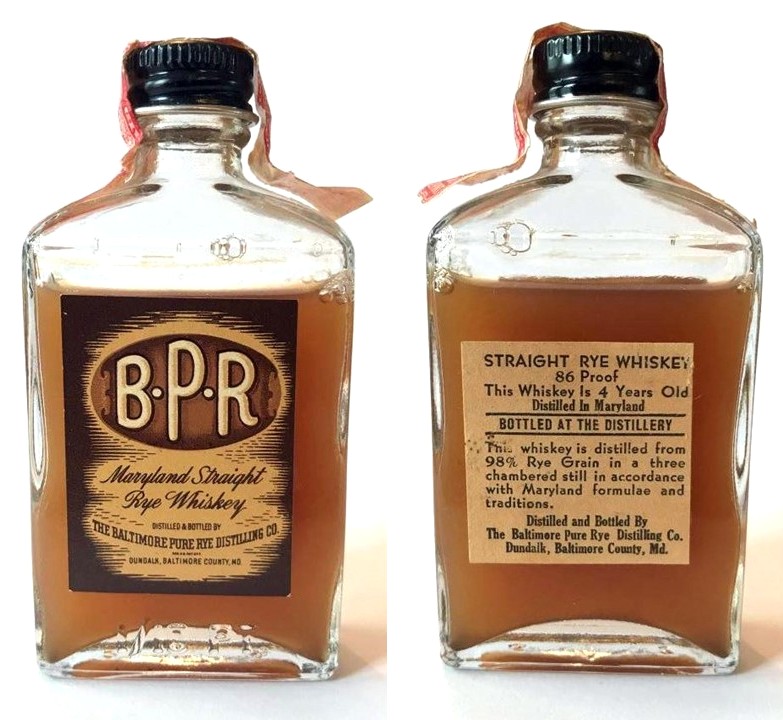 B·P·R
Maryland Straight
Rye Whiskey
DISTILLED & BOTTLED BY
THE BALTIMORE PURE RYE DISTILLING CO.
DUNDALK, BALTIMORE COUNTY, MD.
STRAIGHT RYE WHISKEY
86 Proof
This Whiskey Is 4 Years Old
Distilled In Maryland
BOTTLED AT THE DISTILLERY
This whiskey is distilled from
98% Rye Grain in a three
chambered still in accordance
with Maryland formulae and
traditions.
Distilled and Bottled By
The Baltimore Pure Rye Distilling Co.
Dundalk, Baltimore County, Md.